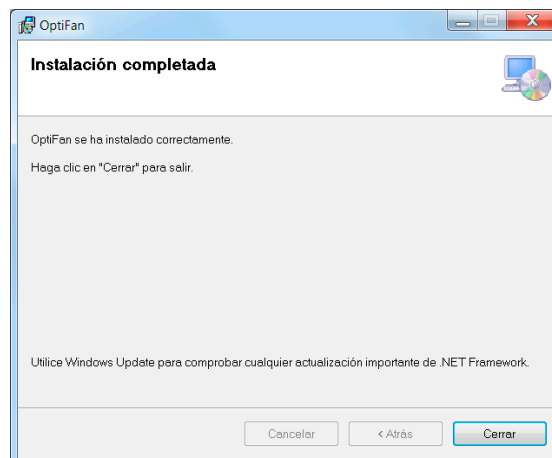 OptiFan
Instalación completada
OptiFan se ha instalado correctamente.
Haga clic en "Cerrar" para salir.
Utilice Windows Update para comprobar cualquier actualización importante de .NET Framework.
Cancelar
< Atrás
Cerrar